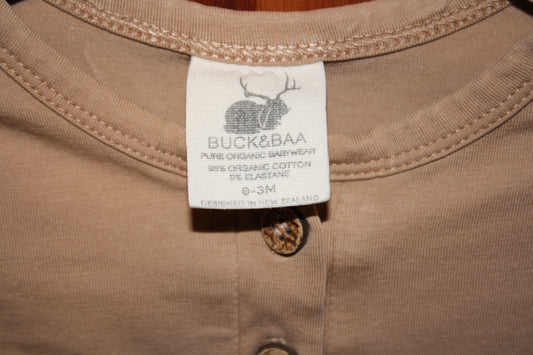 BUCK&BAA
PURE ORGANIC BABYWEAR
95% ORGANIC COTTON
5% ELASTANE
0-3M
DESIGNED IN NEW ZEALAND